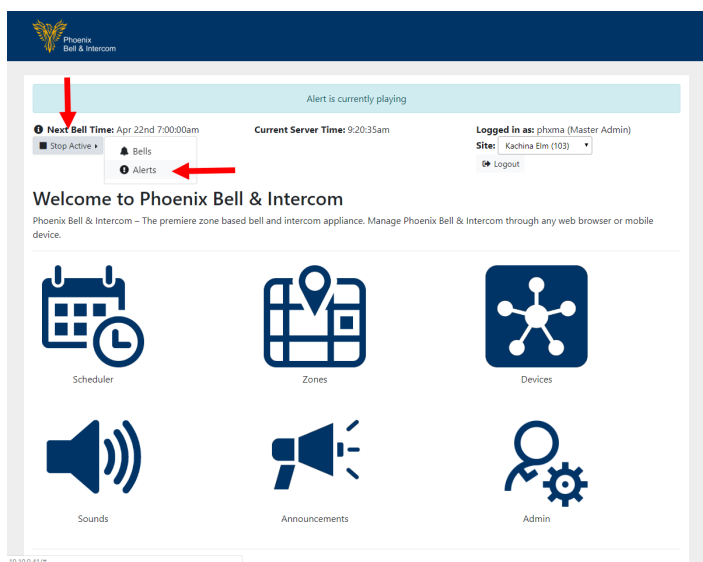 Phoenix
Bell & Intercom
Alert is currently playing
Next Bell Time: Apr 22nd 7:00:00am
Current Server Time: 9:20:35am
Logged in as: phxma (Master Admin)
Stop Active
Bells
Alerts
Site: Kachina Elm (103)
Logout
Welcome to Phoenix Bell & Intercom
Phoenix Bell & Intercom – The premiere zone based bell and intercom appliance. Manage Phoenix Bell & Intercom through any web browser or mobile
device.
Scheduler
Zones
Devices
Sounds
Announcements
Admin